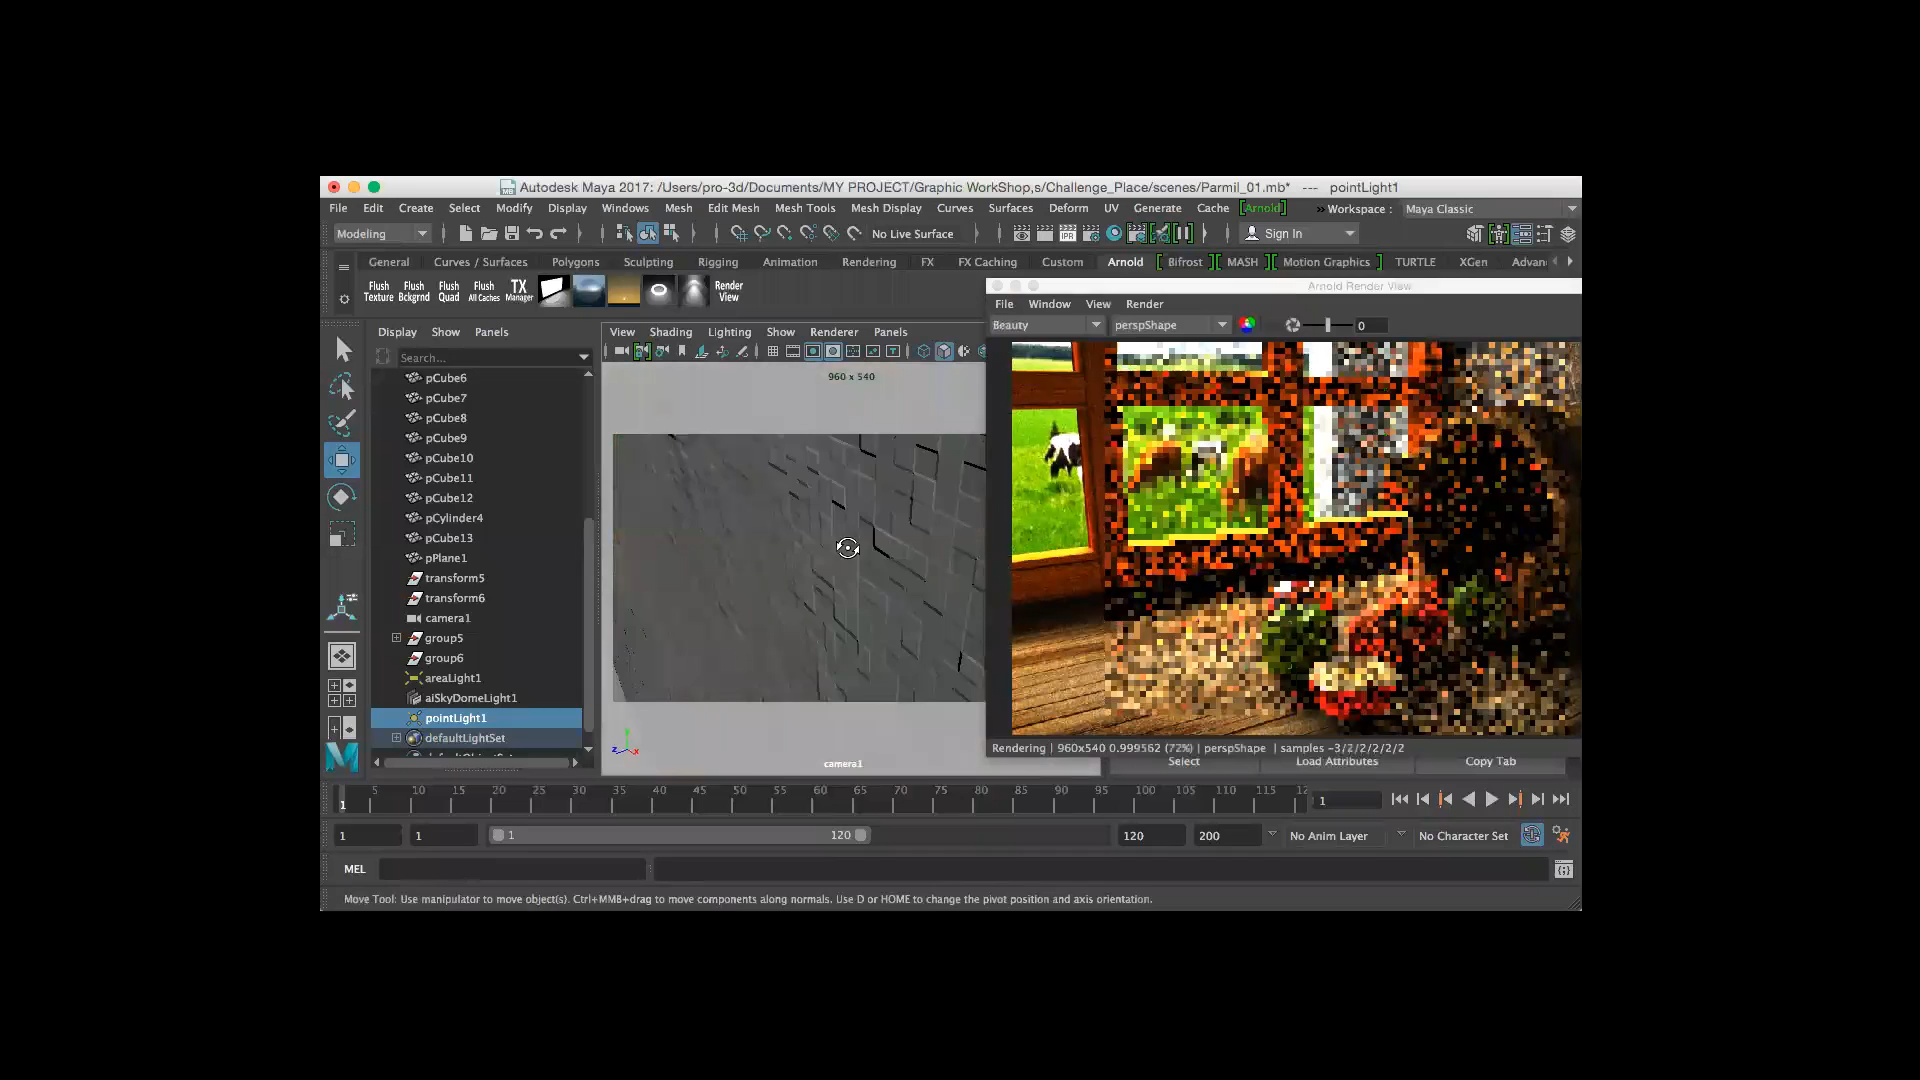 Autodesk Maya 2017: /Users/pro-3d/Documents/MY PROJECT/Graphic WorkShop,s/Challenge_Place/scenes/Parmil_01.mb* --- pointLight1
File Edit Create Select Modify Display Windows Mesh Edit Mesh Mesh Tools Mesh Display Curves Surfaces Deform UV Generate Cache [Arnold] » Workspace : Maya Classic
Modeling No Live Surface IPR Sign In
General Curves / Surfaces Polygons Sculpting Rigging Animation Rendering FX FX Caching Custom Arnold [ Bifrost ] [ MASH ] [ Motion Graphics ] TURTLE XGen Advan
Flush Texture Flush Bckgrnd Flush Quad Flush All Caches TX Manager Render View
Arnold Render View
File Window View Render
Beauty perspShape 0
Display Show Panels
View Shading Lighting Show Renderer Panels
Search...
960 x 540
pCube6
pCube7
pCube8
pCube9
pCube10
pCube11
pCube12
pCylinder4
pCube13
pPlane1
transform5
transform6
camera1
group5
group6
areaLight1
aiSkyDomeLight1
pointLight1
defaultLightSet
z x
camera1
Rendering | 960x540 0.999562 (72%) | perspShape | samples -3/2/2/2/2/2
Select Load Attributes Copy Tab
1 5 10 15 20 25 30 35 40 45 50 55 60 65 70 75 80 85 90 95 100 105 110 115 12 1
1 1 1 120 120 200 No Anim Layer No Character Set
MEL
Move Tool: Use manipulator to move object(s). Ctrl+MMB+drag to move components along normals. Use D or HOME to change the pivot position and axis orientation.